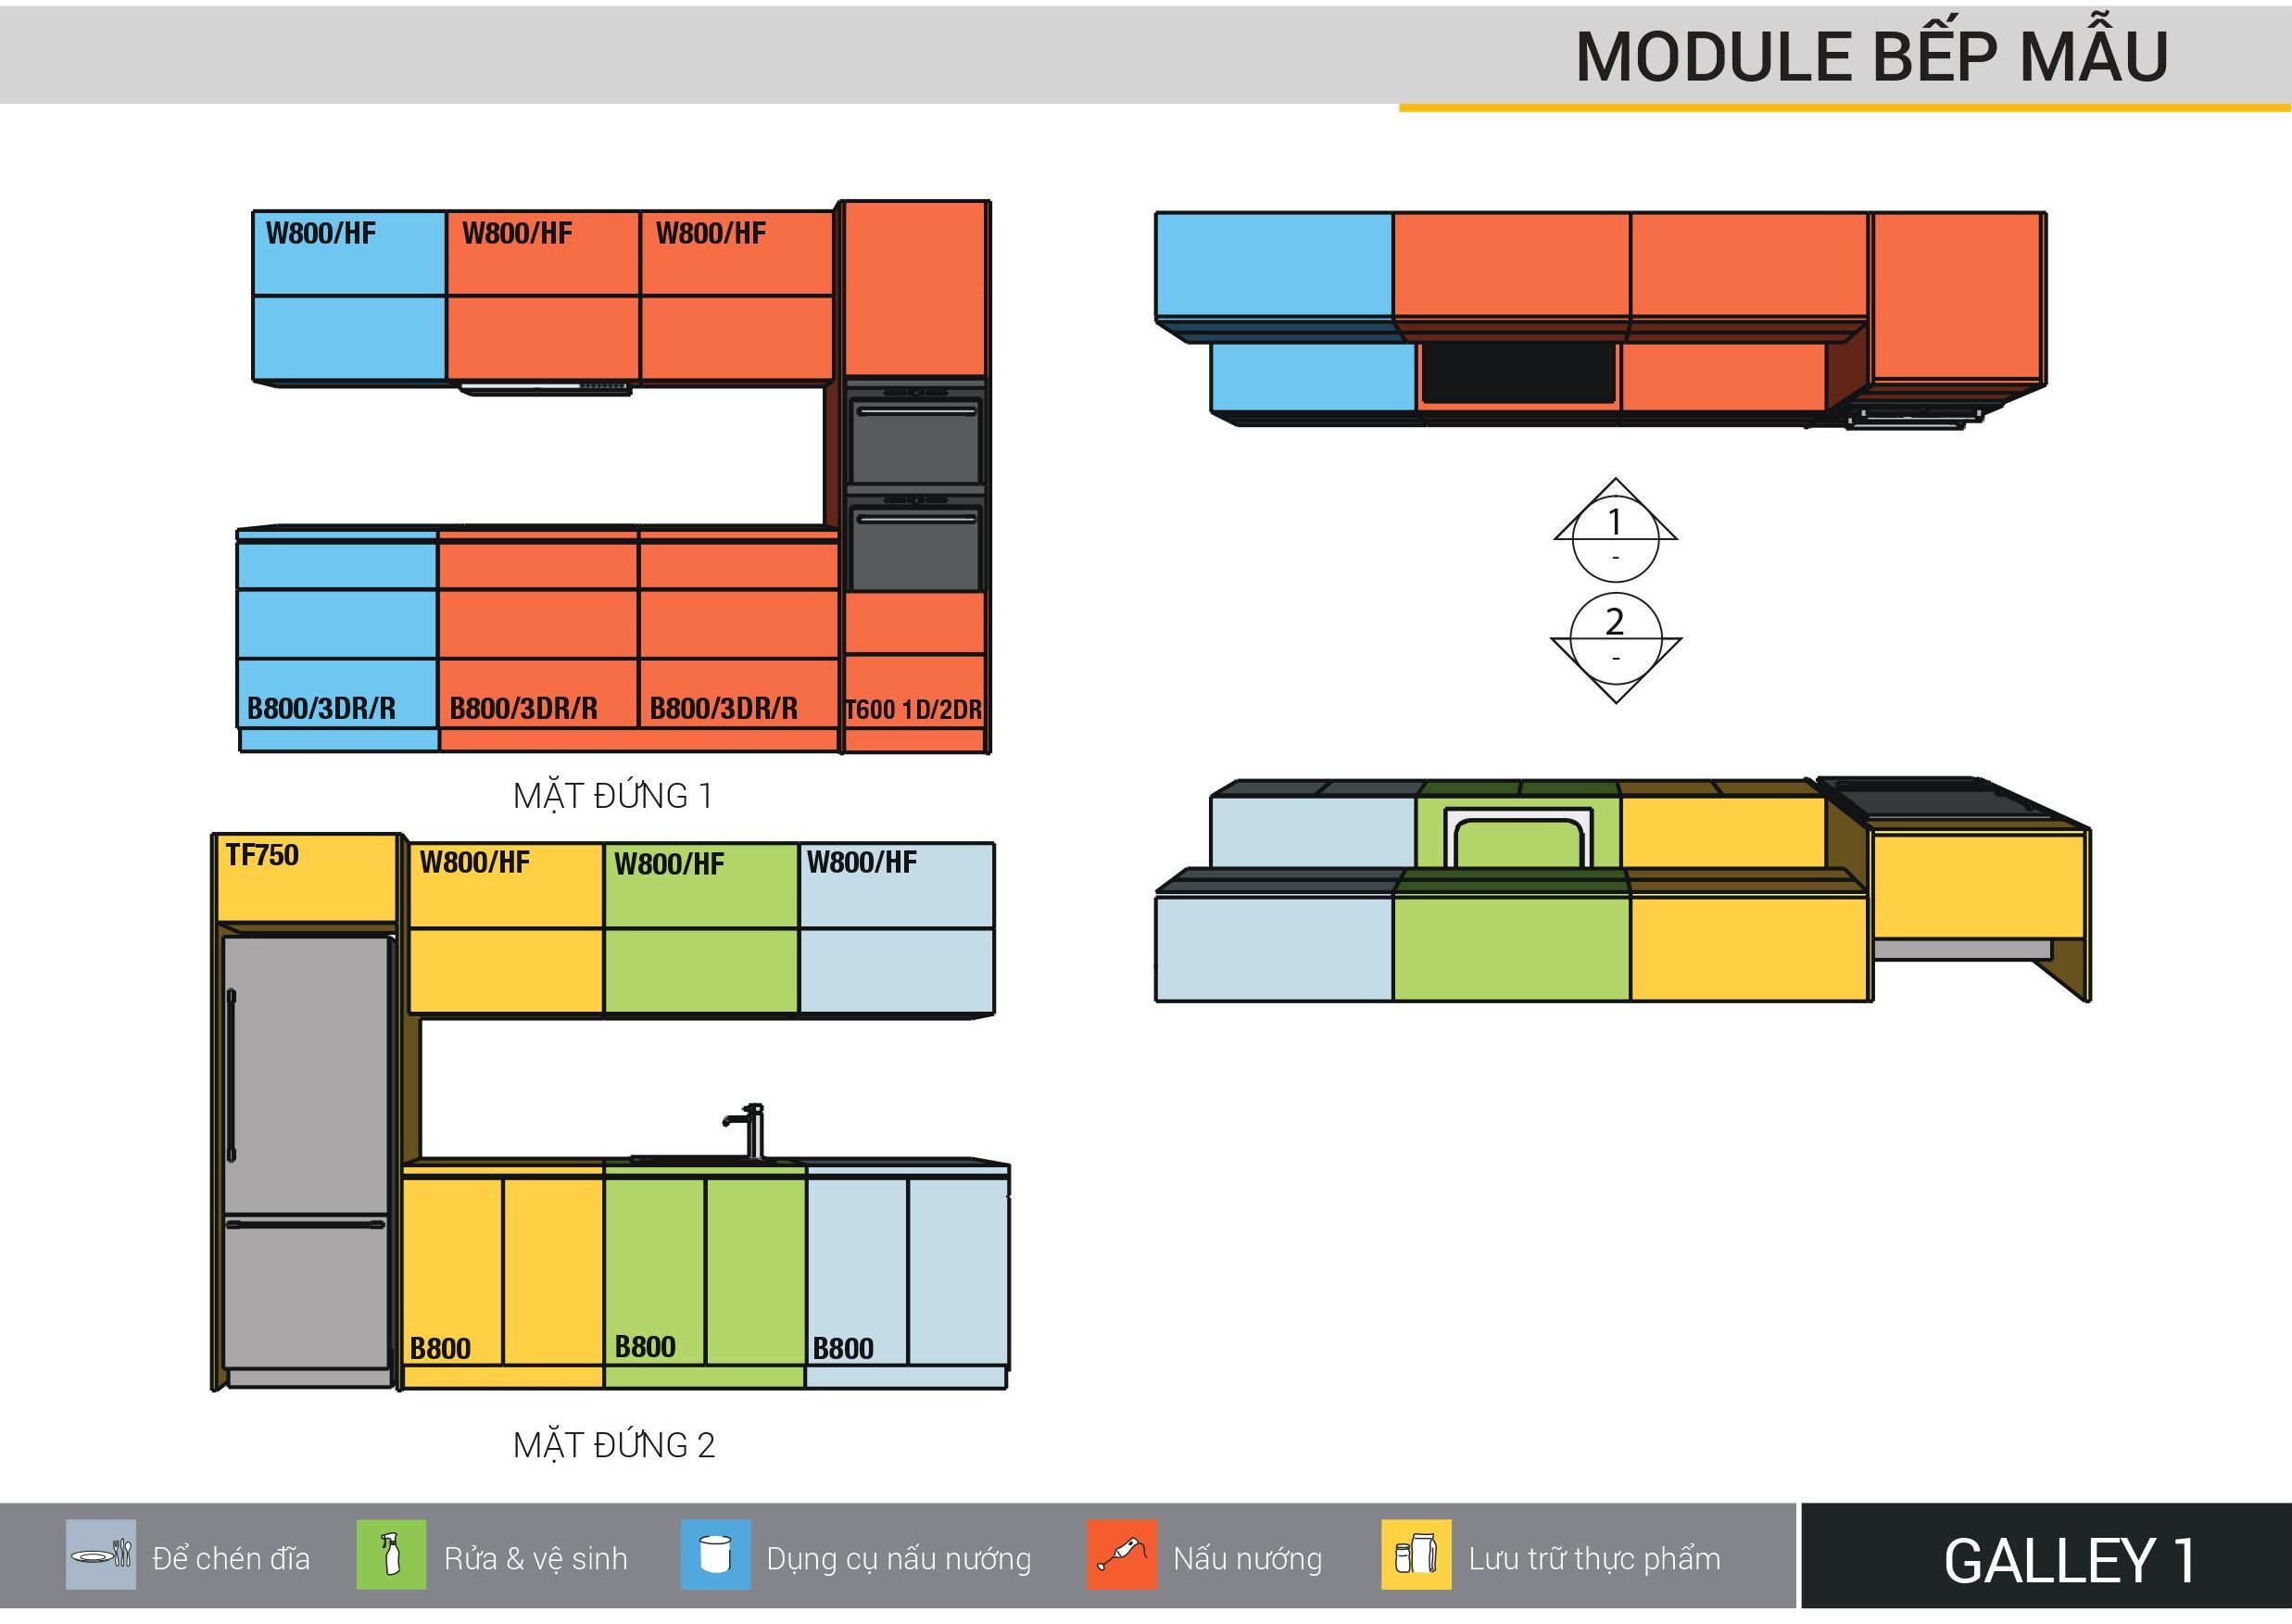 MODULE BẾP MẪU
W800/HF W800/HF W800/HF
B800/3DR/R B800/3DR/R B800/3DR/R T600 1D/2DR
MẶT ĐỨNG 1
1
-
2
-
TF750 W800/HF W800/HF W800/HF
B800 B800 B800
MẶT ĐỨNG 2
Để chén đĩa Rửa & vệ sinh Dụng cụ nấu nướng Nấu nướng Lưu trữ thực phẩm
GALLEY 1